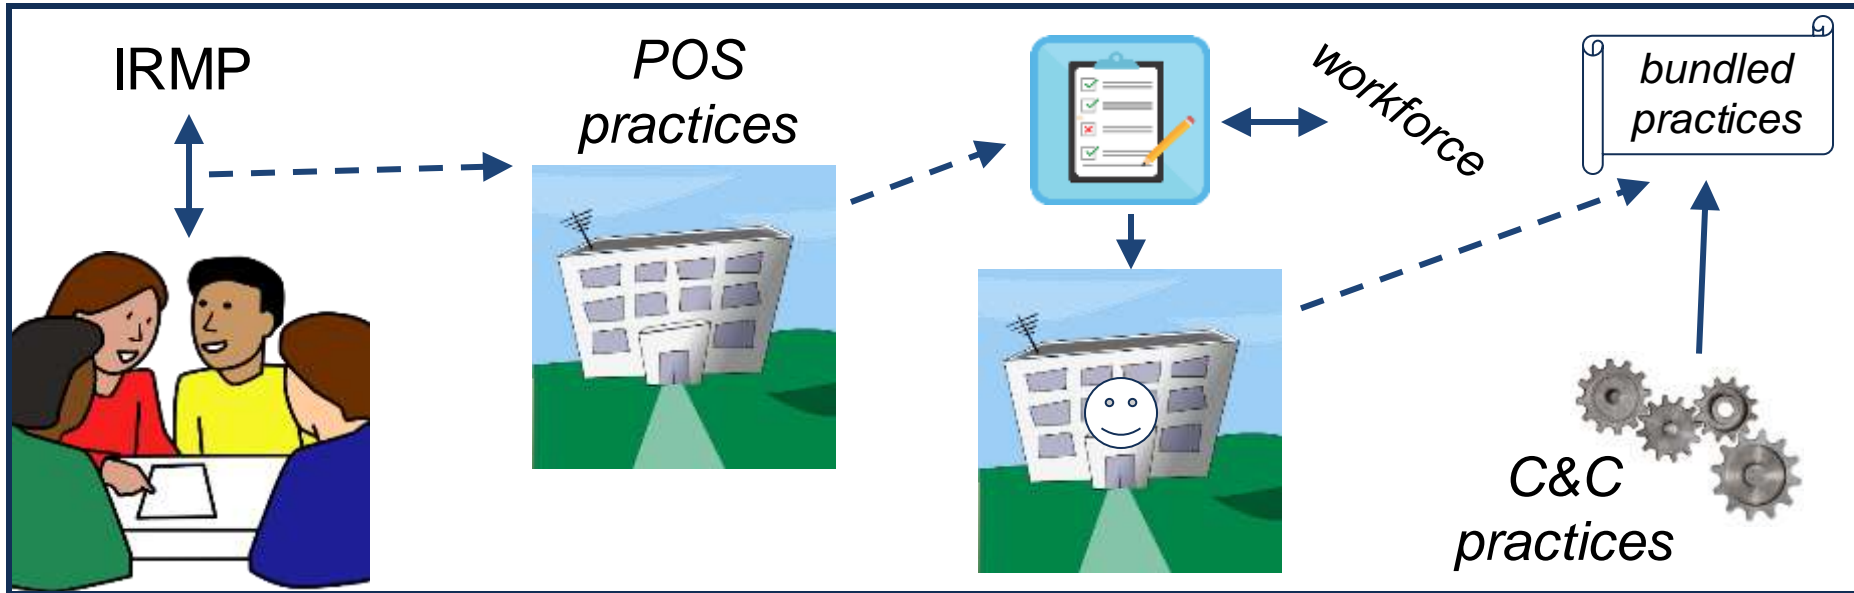 IRMP
POS
practices
workforce
bundled
practices
C&C
practices